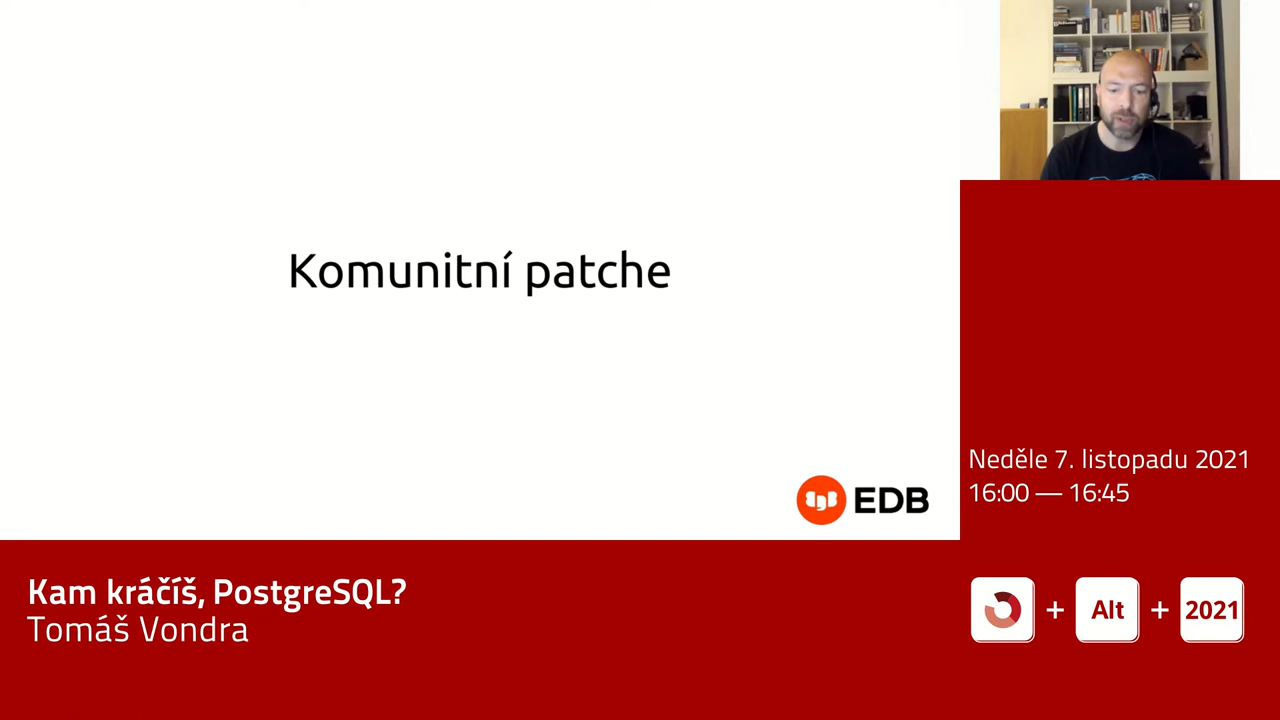 Komunitní patche
EDB
Neděle 7. listopadu 2021
16:00 — 16:45
Kam kráčíš, PostgreSQL?
Tomáš Vondra
+ Alt + 2021